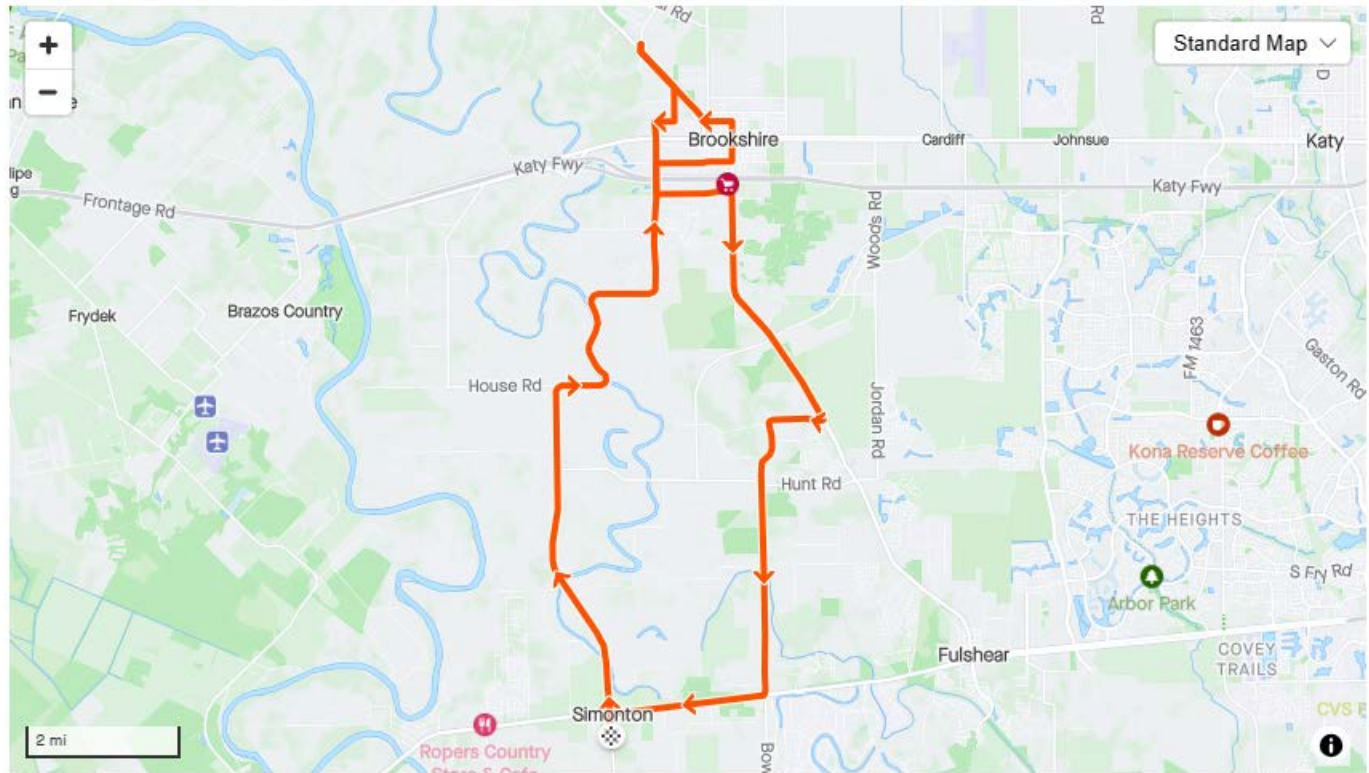 Rd
Standard Map
+
−
Brookshire
Cardiff
Johnsue
Katy
Katy Fwy
Katy Fwy
Frontage Rd
Woods Rd
Brazos Country
Frydek
FM 1463
Gaston Rd
House Rd
Jordan Rd
Kona Reserve Coffee
Hunt Rd
THE HEIGHTS
S Fry Rd
Arbor Park
Fulshear
COVEY
TRAILS
Simonton
CVS
2 mi
Ropers Country
Store & Cafe
i